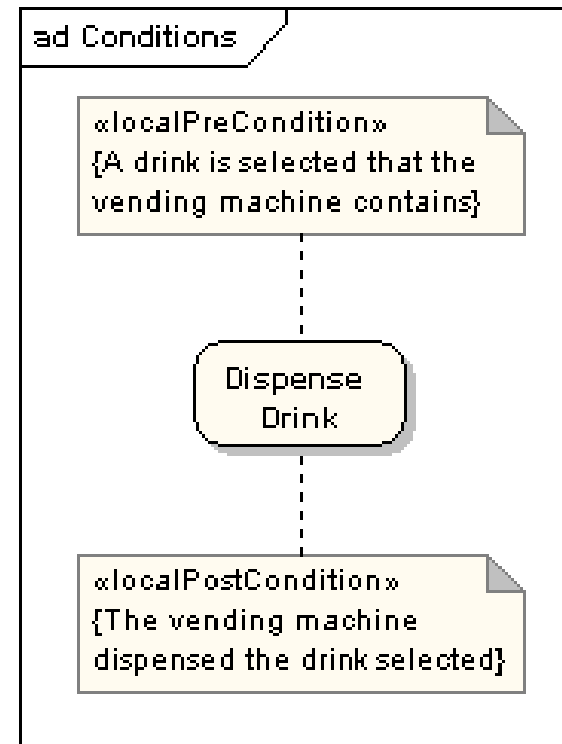 ad Conditions
«localPreCondition»
{A drink is selected that the
vending machine contains}
Dispense
Drink
«localPostCondition»
{The vending machine
dispensed the drink selected}